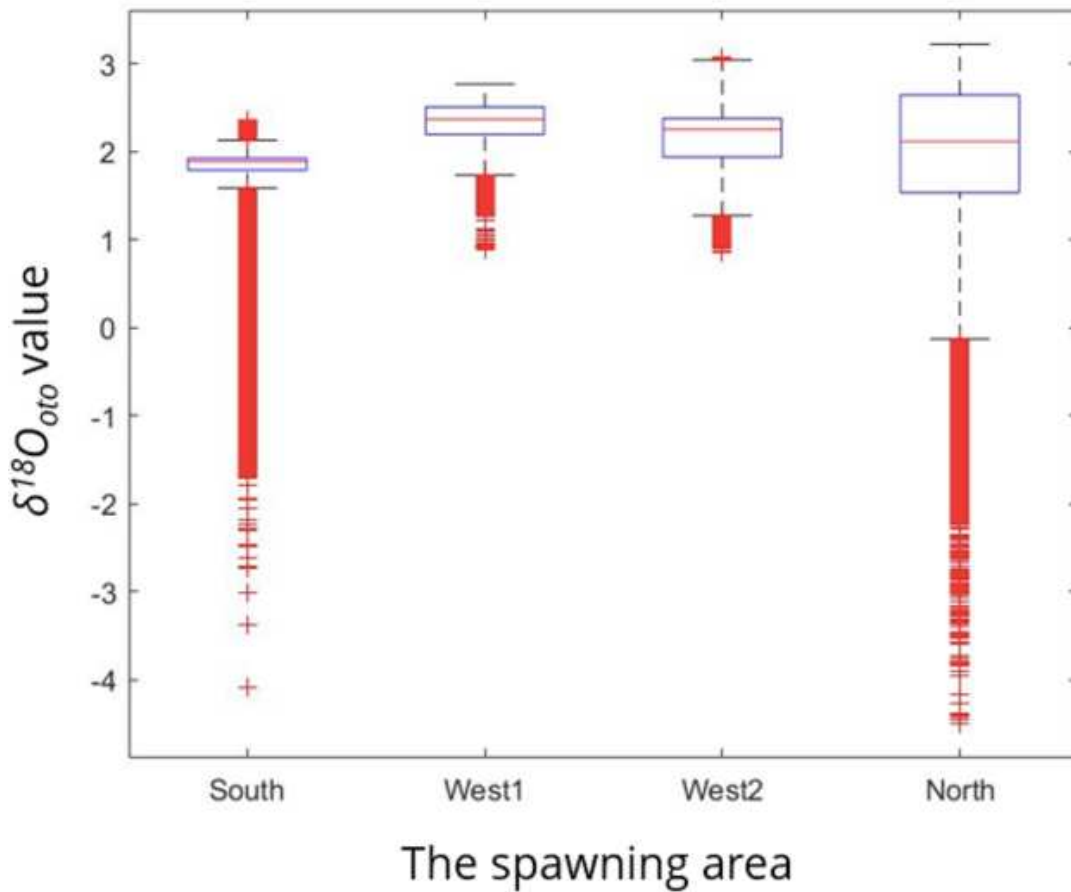 3
2
1
0
-1
-2
-3
-4
δ¹⁸Ooto value
South West1 West2 North
The spawning area